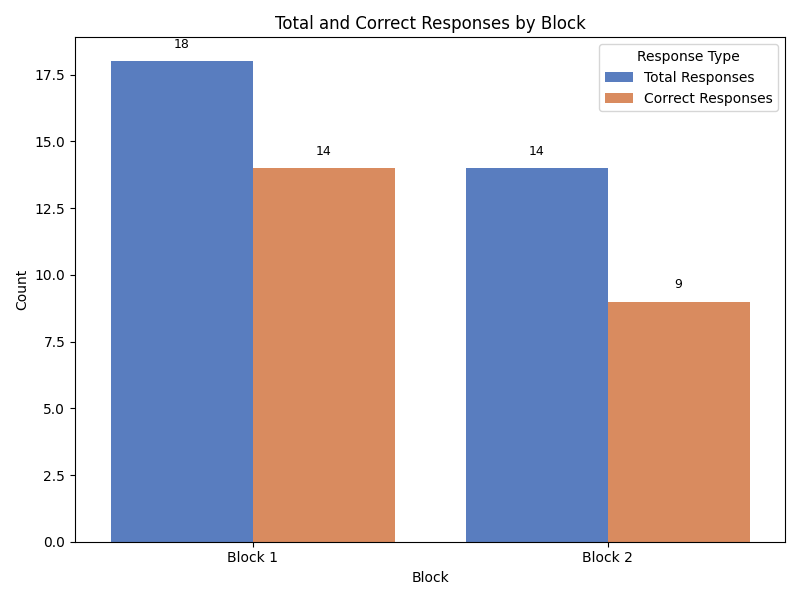 Total and Correct Responses by Block
18
17.5
Response Type
Total Responses
Correct Responses
15.0
14
14
12.5
10.0
9
7.5
5.0
2.5
0.0
Count
Block 1
Block 2
Block